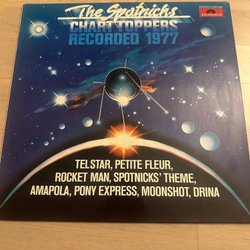 The Spotnicks
CHART TOPPERS
RECORDED 1977
TELSTAR, PETITE FLEUR,
ROCKET MAN, SPOTNICKS' THEME,
AMAPOLA, PONY EXPRESS, MOONSHOT, DRINA